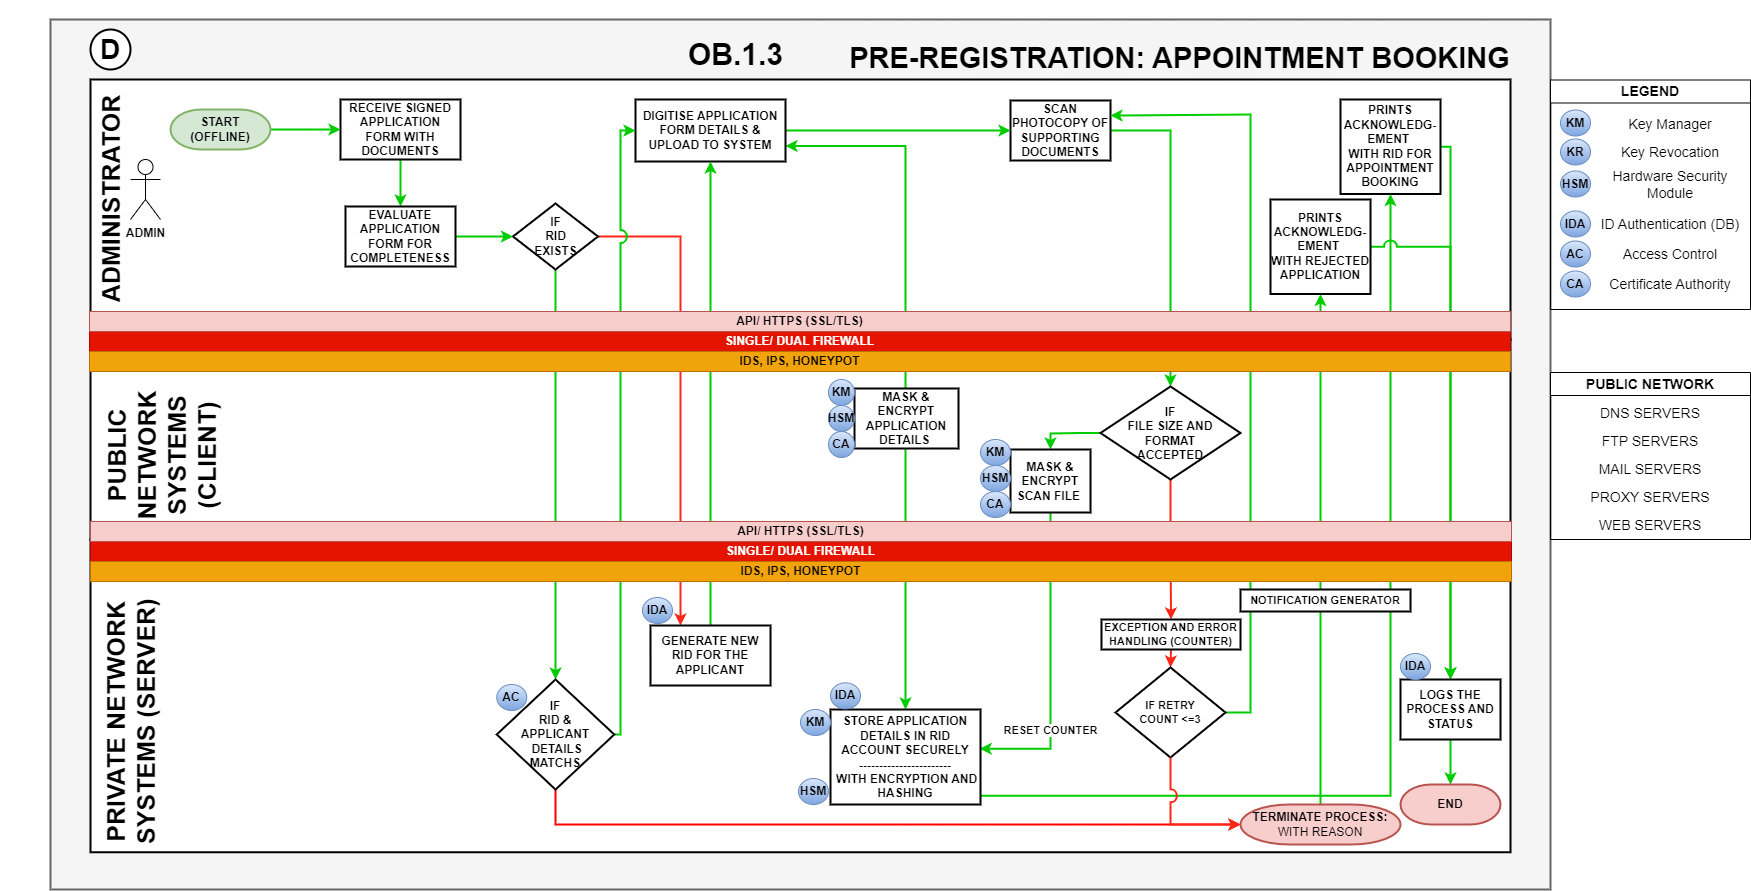 D
OB.1.3
PRE-REGISTRATION: APPOINTMENT BOOKING
ADMINISTRATOR
ADMIN
START
(OFFLINE)
RECEIVE SIGNED
APPLICATION
FORM WITH
DOCUMENTS
EVALUATE
APPLICATION
FORM FOR
COMPLETENESS
IF
RID
EXISTS
DIGITISE APPLICATION
FORM DETAILS &
UPLOAD TO SYSTEM
SCAN
PHOTOCOPY OF
SUPPORTING
DOCUMENTS
PRINTS
ACKNOWLEDG-
EMENT
WITH RID FOR
APPOINTMENT
BOOKING
PRINTS
ACKNOWLEDG-
EMENT
WITH REJECTED
APPLICATION
API/ HTTPS (SSL/TLS)
SINGLE/ DUAL FIREWALL
IDS, IPS, HONEYPOT
PUBLIC
NETWORK
SYSTEMS
(CLIENT)
KM
HSM
CA
MASK &
ENCRYPT
APPLICATION
DETAILS
KM
HSM
CA
MASK &
ENCRYPT
SCAN FILE
IF
FILE SIZE AND
FORMAT
ACCEPTED
API/ HTTPS (SSL/TLS)
SINGLE/ DUAL FIREWALL
IDS, IPS, HONEYPOT
PRIVATE NETWORK
SYSTEMS (SERVER)
AC
IF
RID &
APPLICANT
DETAILS
MATCHS
IDA
GENERATE NEW
RID FOR THE
APPLICANT
IDA
KM
HSM
STORE APPLICATION
DETAILS IN RID
ACCOUNT SECURELY
-----------------------
WITH ENCRYPTION AND
HASHING
RESET COUNTER
EXCEPTION AND ERROR
HANDLING (COUNTER)
IF RETRY
COUNT <=3
NOTIFICATION GENERATOR
TERMINATE PROCESS:
WITH REASON
IDA
LOGS THE
PROCESS AND
STATUS
END
LEGEND
KM Key Manager
KR Key Revocation
HSM Hardware Security
Module
IDA ID Authentication (DB)
AC Access Control
CA Certificate Authority
PUBLIC NETWORK
DNS SERVERS
FTP SERVERS
MAIL SERVERS
PROXY SERVERS
WEB SERVERS